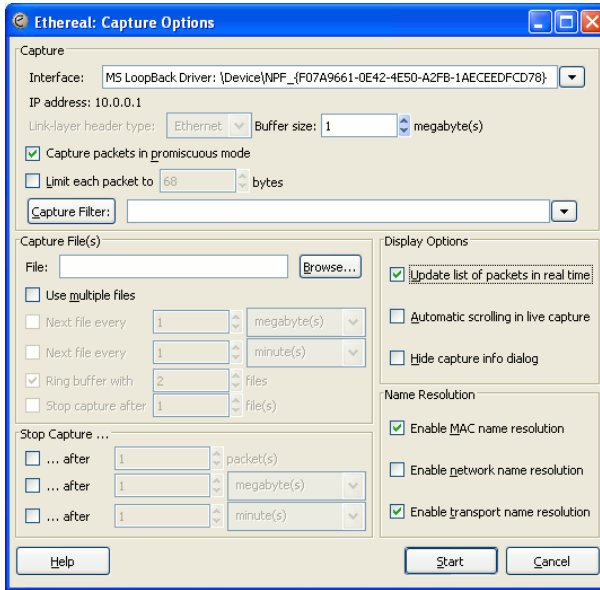 Ethereal: Capture Options
Capture
Interface: MS LoopBack Driver: \Device\NPF_{F07A9661-0E42-4E50-A2FB-1AECEEDFCD78}
IP address: 10.0.0.1
Link-layer header type: Ethernet Buffer size: 1 megabyte(s)
Capture packets in promiscuous mode
Limit each packet to 68 bytes
Capture Filter:
Capture File(s)
File: Browse...
Use multiple files
Next file every 1 megabyte(s)
Next file every 1 minute(s)
Ring buffer with 2 files
Stop capture after 1 file(s)
Stop Capture ...
... after 1 packet(s)
... after 1 megabyte(s)
... after 1 minute(s)
Display Options
Update list of packets in real time
Automatic scrolling in live capture
Hide capture info dialog
Name Resolution
Enable MAC name resolution
Enable network name resolution
Enable transport name resolution
Help Start Cancel